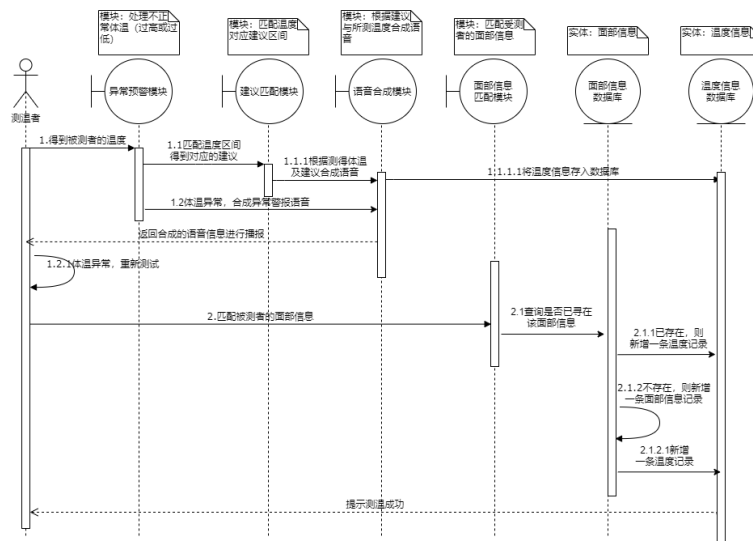 模块：处理不正
常体温（过高或过
低）
模块：匹配温度
对应建议区间
模块：根据建议
与所测温度合成语
音
模块：匹配受测
者的面部信息
实体：面部信息
实体：温度信息
测温者
异常预警模块
建议匹配模块
语音合成模块
面部信息
匹配模块
面部信息
数据库
温度信息
数据库
1.得到被测者的温度
1.1匹配温度区间
得到对应的建议
1.1.1根据测得体温
及建议合成语音
1.1.1.1将温度信息存入数据库
1.2体温异常，合成异常警报语音
返回合成的语音信息进行播报
1.2.1体温异常，重新测试
2.匹配被测者的面部信息
2.1查询是否已寻在
该面部信息
2.1.1已存在，则
新增一条温度记录
2.1.2不存在，则新增
一条面部信息记录
2.1.2.1新增
一条温度记录
提示测温成功